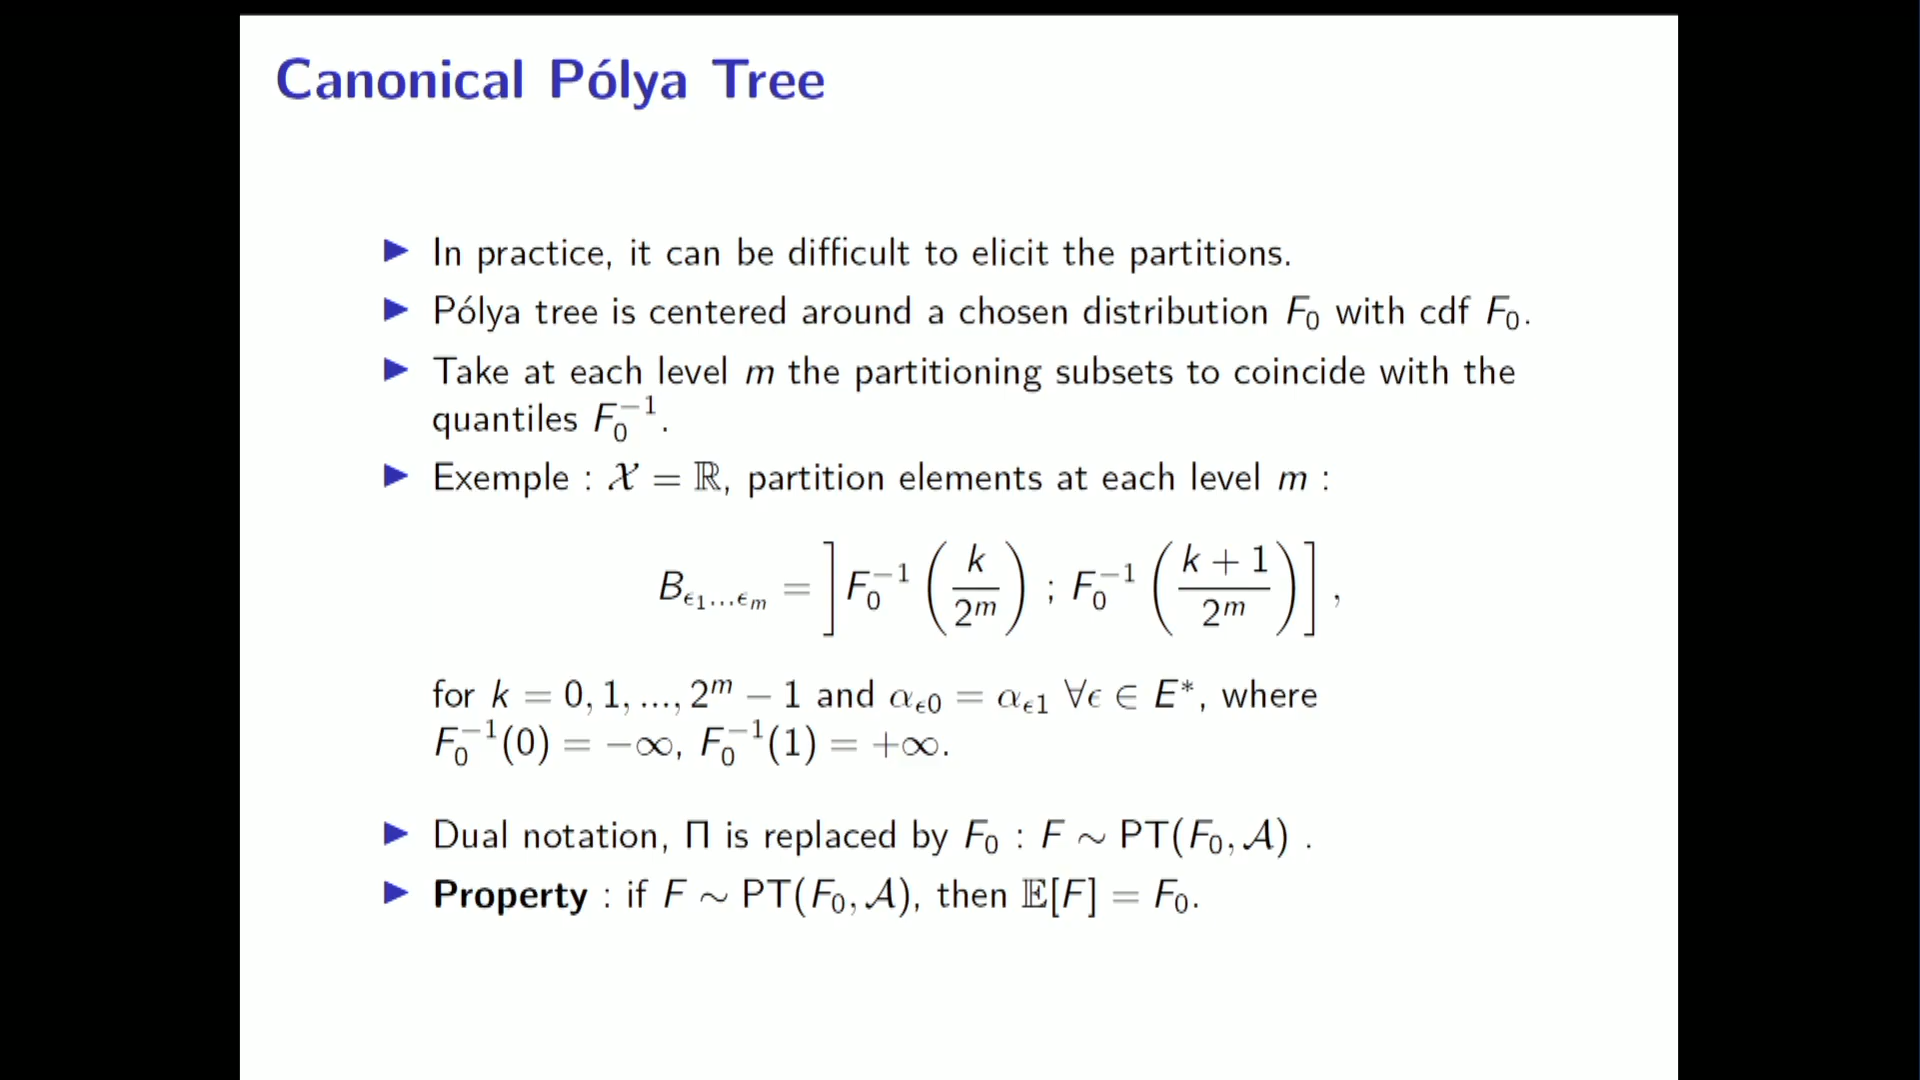 Canonical Pólya Tree
▶ In practice, it can be difficult to elicit the partitions.
▶ Pólya tree is centered around a chosen distribution F₀ with cdf F₀.
▶ Take at each level m the partitioning subsets to coincide with the
quantiles F₀⁻¹.
▶ Exemple : 𝒳 = ℝ, partition elements at each level m :
B_{ϵ₁...ϵₘ} = ]F₀⁻¹(k/2ᵐ) ; F₀⁻¹((k + 1)/2ᵐ)],
for k = 0, 1, ..., 2ᵐ − 1 and α_{ϵ0} = α_{ϵ1} ∀ϵ ∈ E*, where
F₀⁻¹(0) = −∞, F₀⁻¹(1) = +∞.
▶ Dual notation, Π is replaced by F₀ : F ∼ PT(F₀, 𝒜) .
▶ Property : if F ∼ PT(F₀, 𝒜), then 𝔼[F] = F₀.